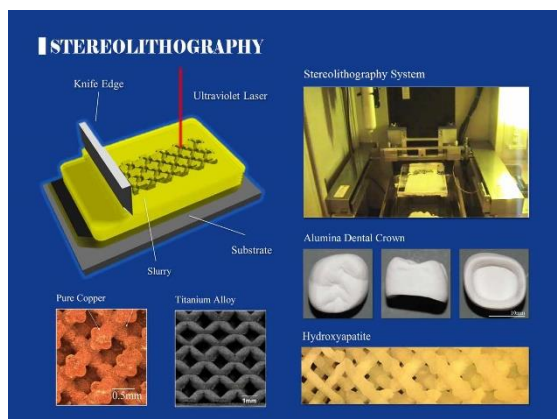 STEREOLITHOGRAPHY
Knife Edge
Ultraviolet Laser
Substrate
Slurry
Stereolithography System
Alumina Dental Crown
10mm
Pure Copper
0.5mm
Titanium Alloy
1mm
Hydroxyapatite